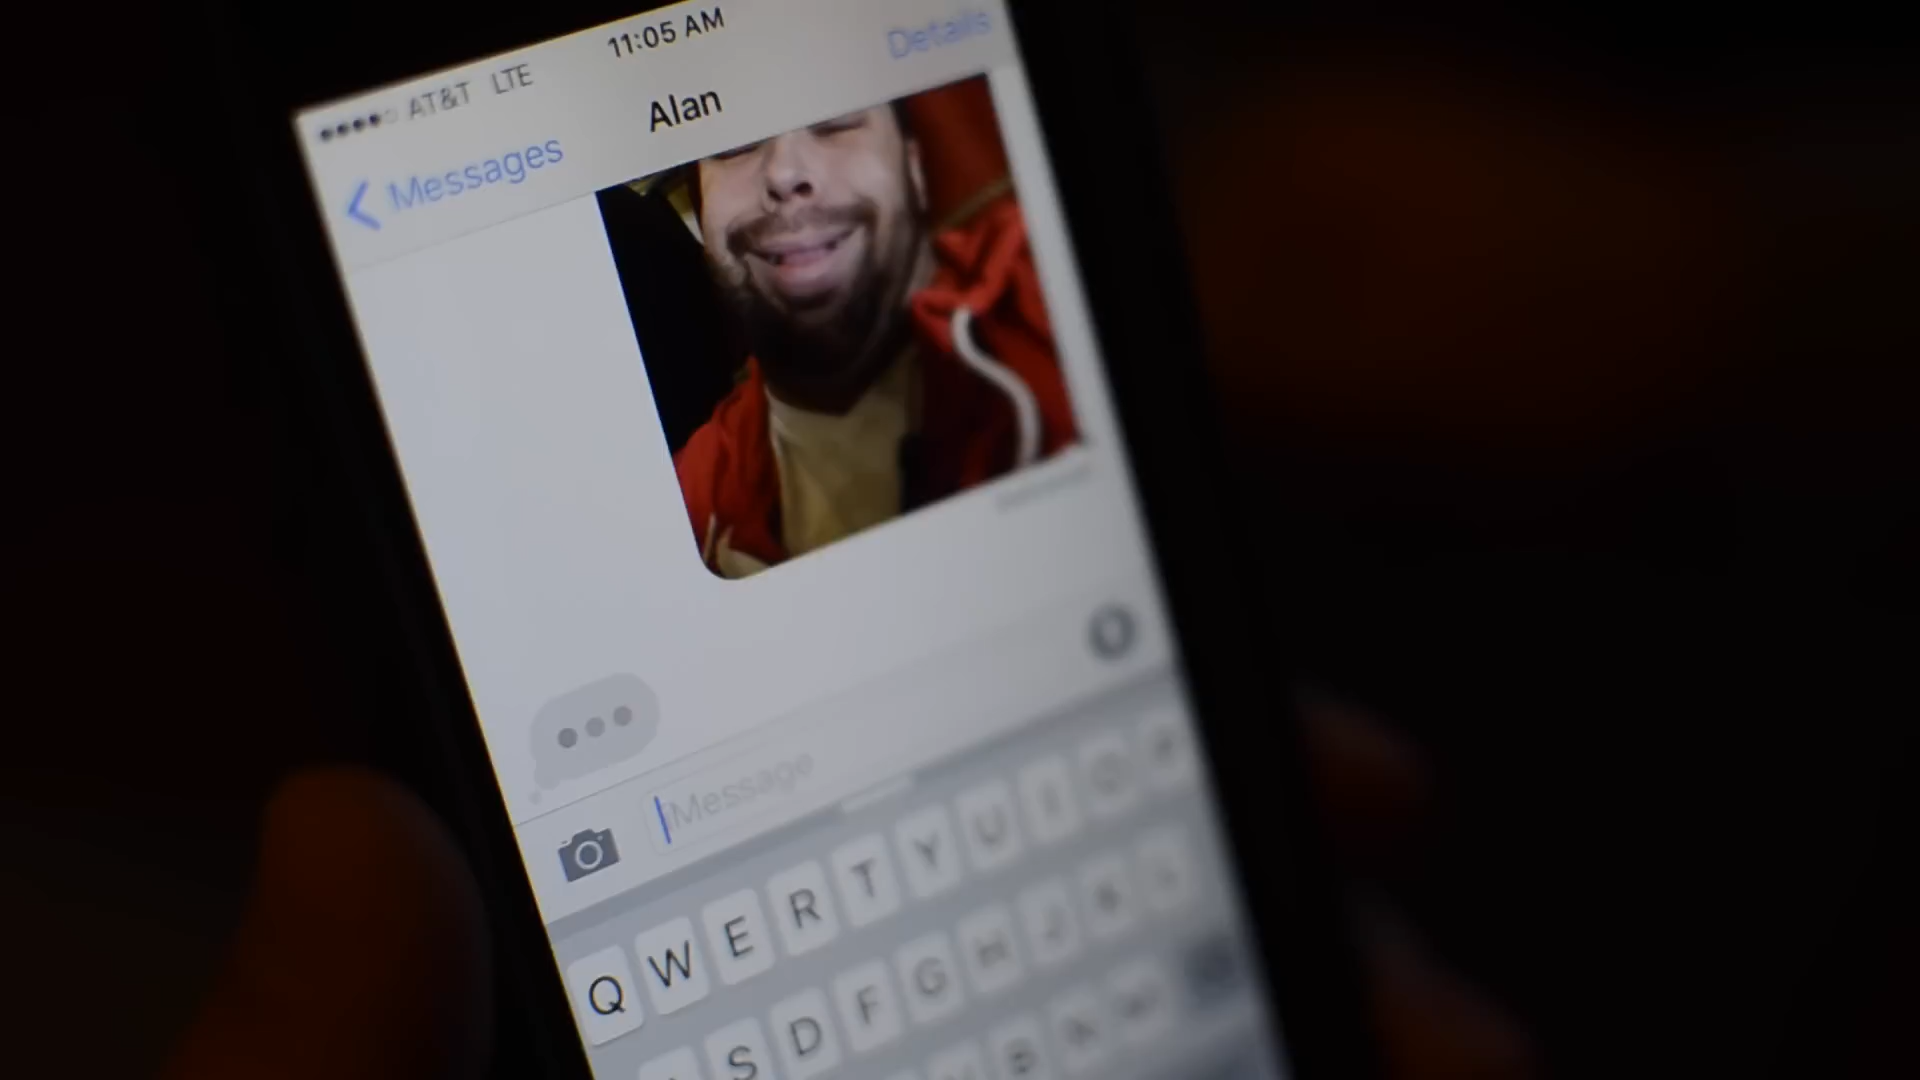 AT&T LTE 11:05 AM
Messages Alan Details
Message
Q W E R T Y U I
S D F G H J
B